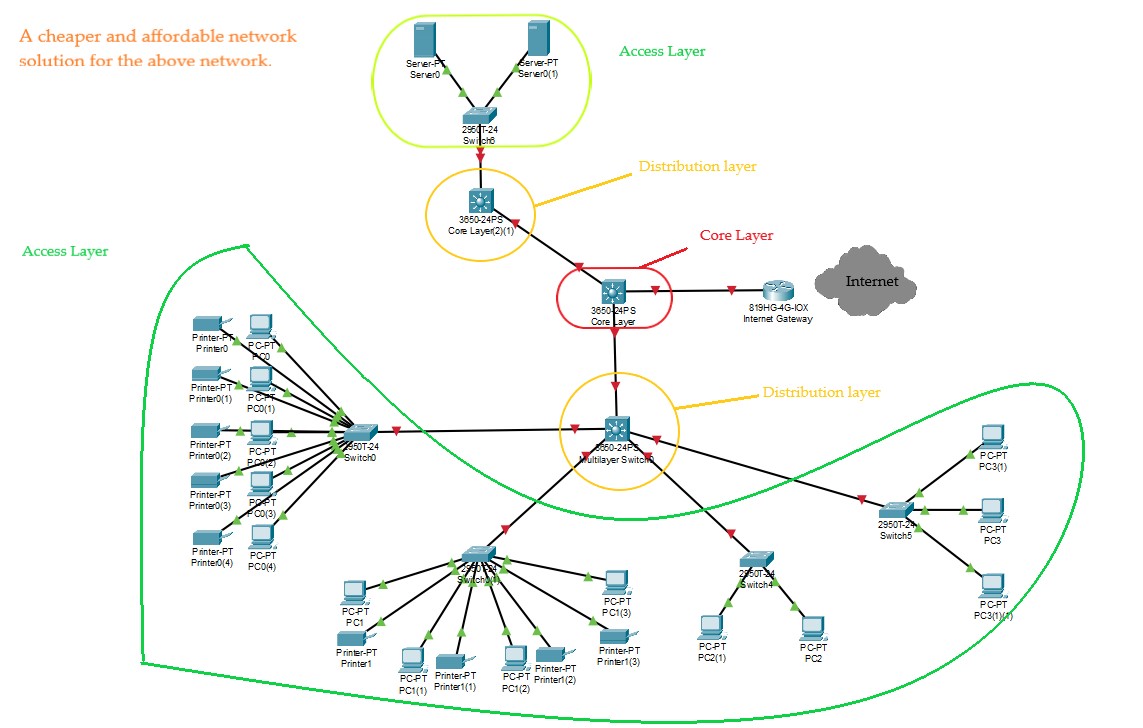 A cheaper and affordable network
solution for the above network.
Server-PT
Server0
Server-PT
Server0(1)
Access Layer
2950T-24
Switch6
Distribution layer
3650-24PS
Core Layer(2)(1)
Core Layer
Access Layer
Internet
3650-24PS
Core Layer
819HG-4G-IOX
Internet Gateway
Printer-PT
Printer0
PC-PT
PC0
Printer-PT
Printer0(1)
PC-PT
PC0(1)
Distribution layer
Printer-PT
Printer0(2)
PC-PT
PC0(2)
2950T-24
Switch0
3650-24PS
Multilayer Switch0
PC-PT
PC3(1)
Printer-PT
Printer0(3)
PC-PT
PC0(3)
2950T-24
Switch5
PC-PT
PC3
Printer-PT
Printer0(4)
PC-PT
PC0(4)
2950T-24
Switch0(1)
2950T-24
Switch4
PC-PT
PC1
PC-PT
PC1(3)
PC-PT
PC3(1)(1)
Printer-PT
Printer1
PC-PT
PC1(1)
Printer-PT
Printer1(1)
PC-PT
PC1(2)
Printer-PT
Printer1(2)
Printer-PT
Printer1(3)
PC-PT
PC2(1)
PC-PT
PC2